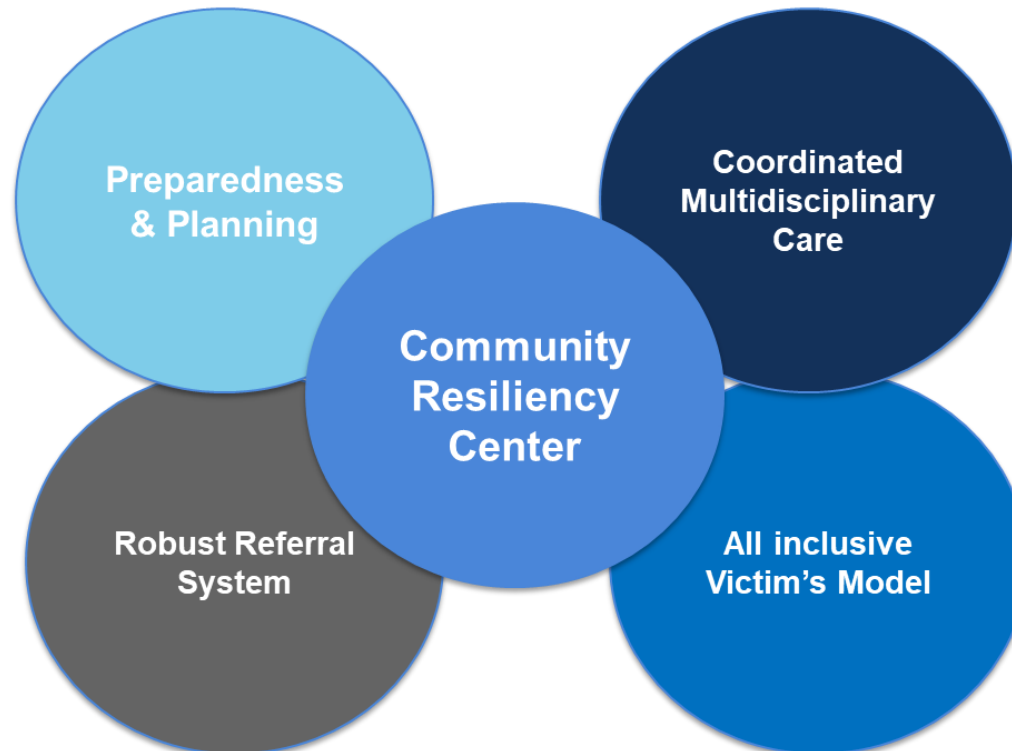 Preparedness
& Planning
Coordinated
Multidisciplinary
Care
Community
Resiliency
Center
Robust Referral
System
All inclusive
Victim’s Model